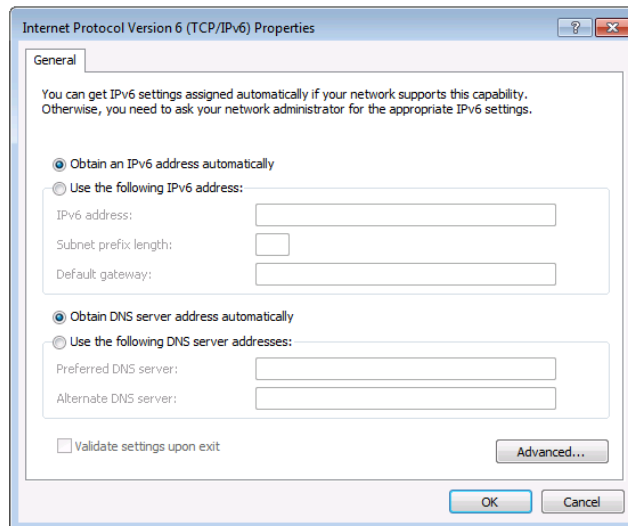 Internet Protocol Version 6 (TCP/IPv6) Properties
?
General
You can get IPv6 settings assigned automatically if your network supports this capability.
Otherwise, you need to ask your network administrator for the appropriate IPv6 settings.
Obtain an IPv6 address automatically
Use the following IPv6 address:
IPv6 address:
Subnet prefix length:
Default gateway:
Obtain DNS server address automatically
Use the following DNS server addresses:
Preferred DNS server:
Alternate DNS server:
Validate settings upon exit
Advanced...
OK Cancel